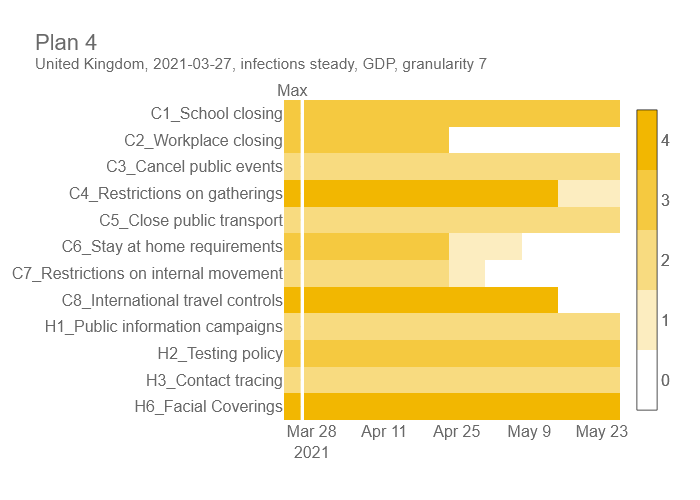 Plan 4
United Kingdom, 2021-03-27, infections steady, GDP, granularity 7
Max
C1_School closing
C2_Workplace closing
C3_Cancel public events
C4_Restrictions on gatherings
C5_Close public transport
C6_Stay at home requirements
C7_Restrictions on internal movement
C8_International travel controls
H1_Public information campaigns
H2_Testing policy
H3_Contact tracing
H6_Facial Coverings
4
3
2
1
0
Mar 28 Apr 11 Apr 25 May 9 May 23
2021